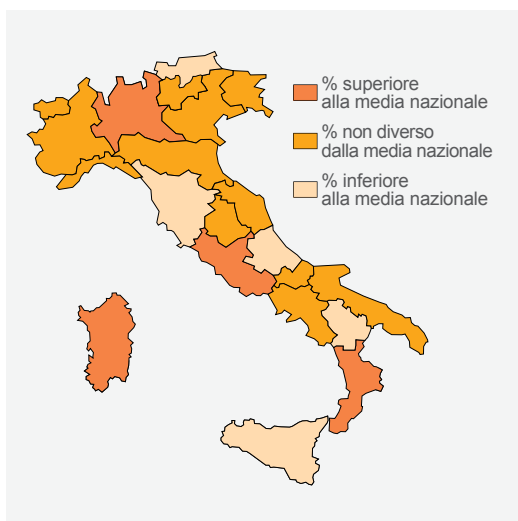 % superiore
alla media nazionale
% non diverso
dalla media nazionale
% inferiore
alla media nazionale